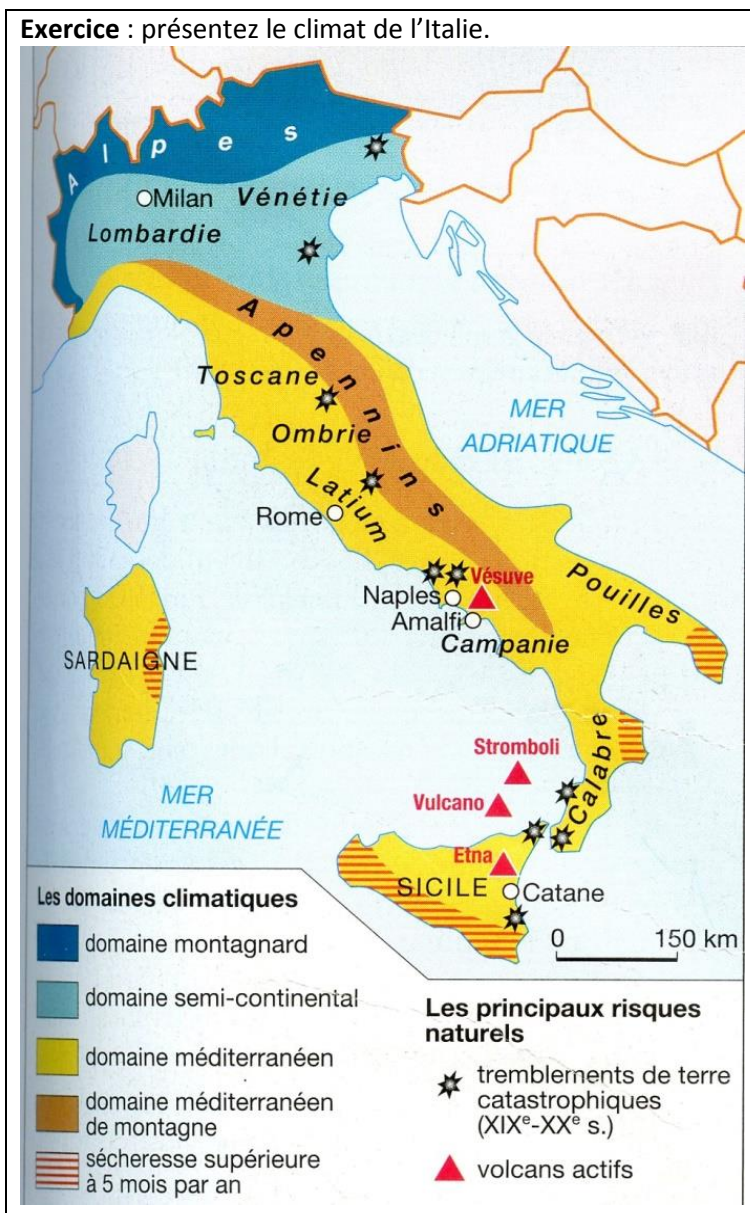 Exercice : présentez le climat de l'Italie.
Alpes
Milan
Vénétie
Lombardie
Apennins
Toscane
Ombrie
MER
ADRIATIQUE
Latium
Rome
Vésuve
Naples
Amalfi
Pouilles
Campanie
SARDAIGNE
Stromboli
Calabre
Vulcano
MER
MÉDITERRANÉE
Etna
SICILE
Catane
0 150 km
Les domaines climatiques
domaine montagnard
domaine semi-continental
domaine méditerranéen
domaine méditerranéen
de montagne
sécheresse supérieure
à 5 mois par an
Les principaux risques
naturels
tremblements de terre
catastrophiques
(XIXe-XXe s.)
volcans actifs